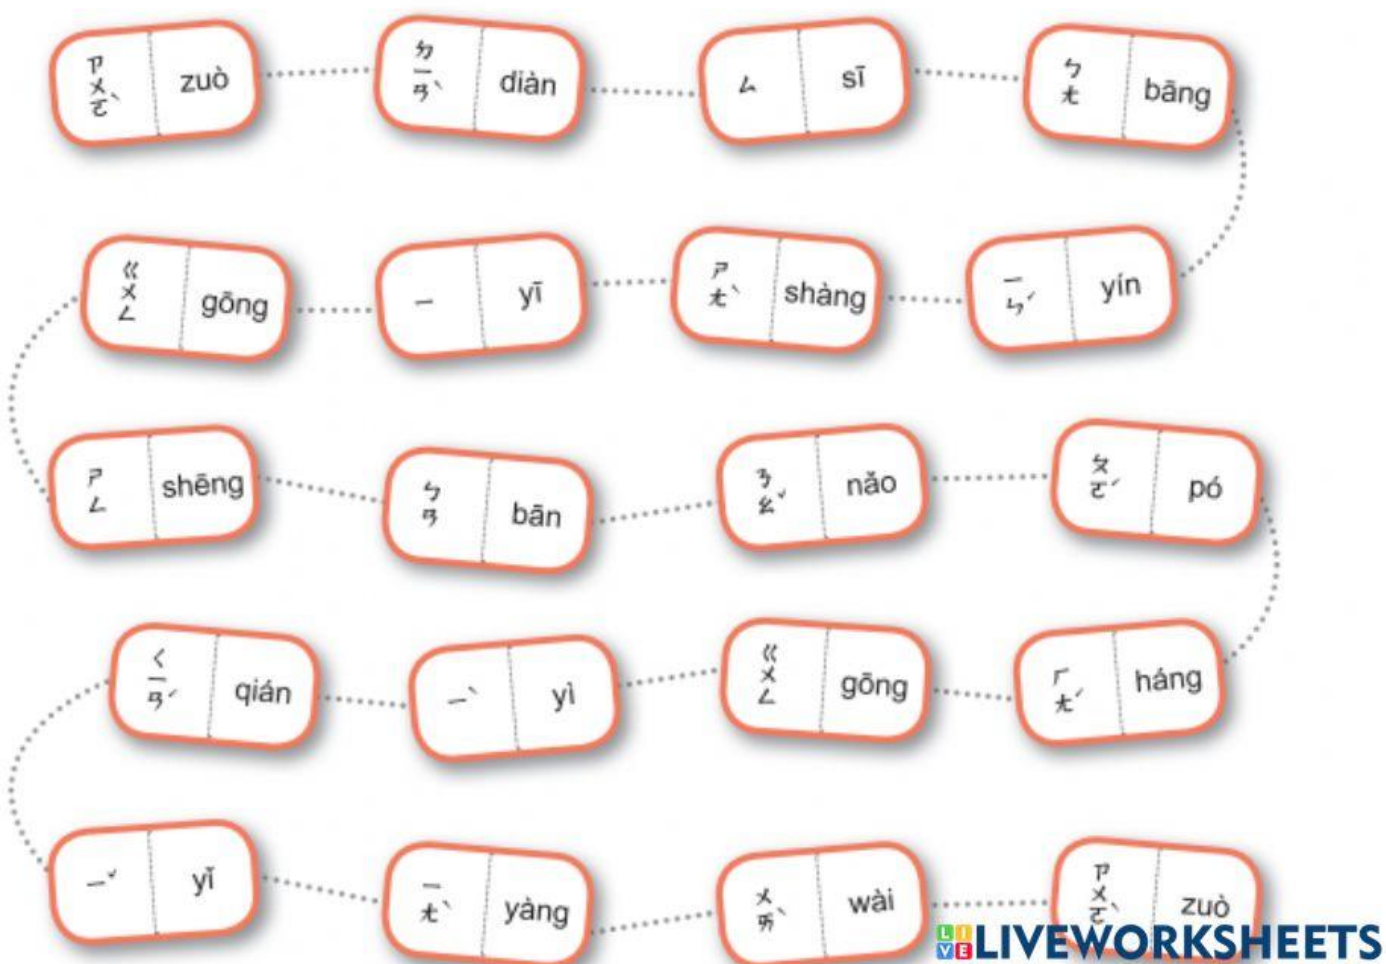 ㄗㄨㄛˋ zuò
ㄉㄧㄢˋ diàn
ㄙ sī
ㄅㄤ bāng
ㄍㄨㄥ gōng
ㄧ yī
ㄕㄤˋ shàng
ㄧㄣˊ yín
ㄕㄥ shēng
ㄅㄢ bān
ㄋㄠˇ nǎo
ㄆㄛˊ pó
ㄑㄧㄢˊ qián
ㄧˋ yì
ㄍㄨㄥ gōng
ㄏㄤˊ háng
ㄧˇ yǐ
ㄧㄤˋ yàng
ㄨㄞˋ wài
ㄗㄨㄛˋ zuò
LIVE LIVEWORKSHEETS